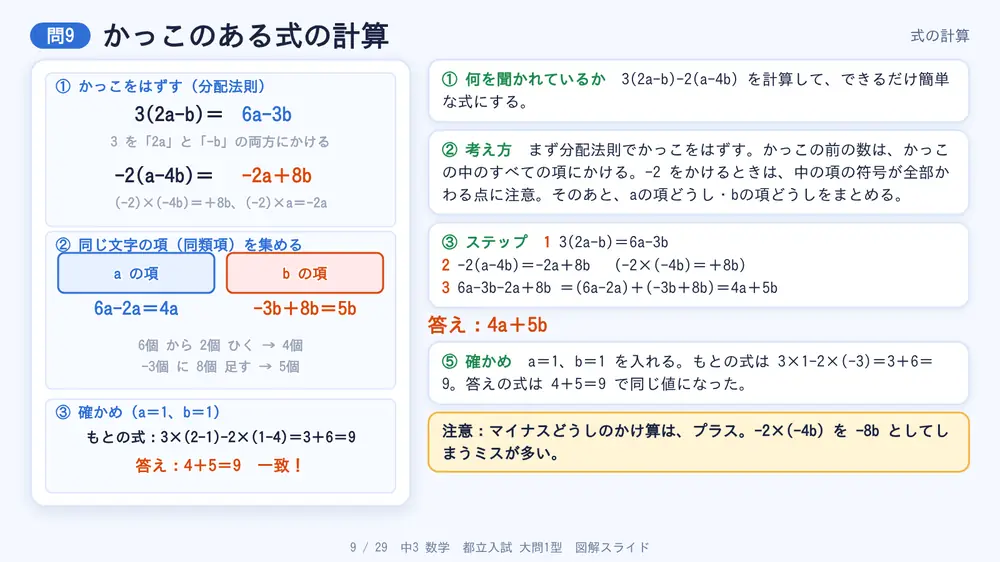 問9 かっこのある式の計算
式の計算
① かっこをはずす（分配法則）
3(2a-b)＝ 6a-3b
3 を「2a」と「-b」の両方にかける
-2(a-4b)＝ -2a＋8b
(-2)×(-4b)＝＋8b、(-2)×a＝-2a
② 同じ文字の項（同類項）を集める
a の項
b の項
6a-2a＝4a
-3b＋8b＝5b
6個 から 2個 ひく → 4個
-3個 に 8個 足す → 5個
③ 確かめ（a＝1、b＝1）
もとの式：3×(2-1)-2×(1-4)＝3＋6＝9
答え：4＋5＝9 一致！
① 何を聞かれているか 3(2a-b)-2(a-4b) を計算して、できるだけ簡単
な式にする。
② 考え方 まず分配法則でかっこをはずす。かっこの前の数は、かっこ
の中のすべての項にかける。-2 をかけるときは、中の項の符号が全部か
わる点に注意。そのあと、aの項どうし・bの項どうしをまとめる。
③ ステップ 1 3(2a-b)＝6a-3b
2 -2(a-4b)＝-2a＋8b (-2×(-4b)＝＋8b)
3 6a-3b-2a＋8b ＝(6a-2a)＋(-3b＋8b)＝4a＋5b
答え：4a＋5b
⑤ 確かめ a＝1、b＝1 を入れる。もとの式は 3×1-2×(-3)＝3＋6＝
9。答えの式は 4＋5＝9 で同じ値になった。
注意：マイナスどうしのかけ算は、プラス。-2×(-4b) を -8b としてし
まうミスが多い。
9 / 29 中3 数学 都立入試 大問1型 図解スライド